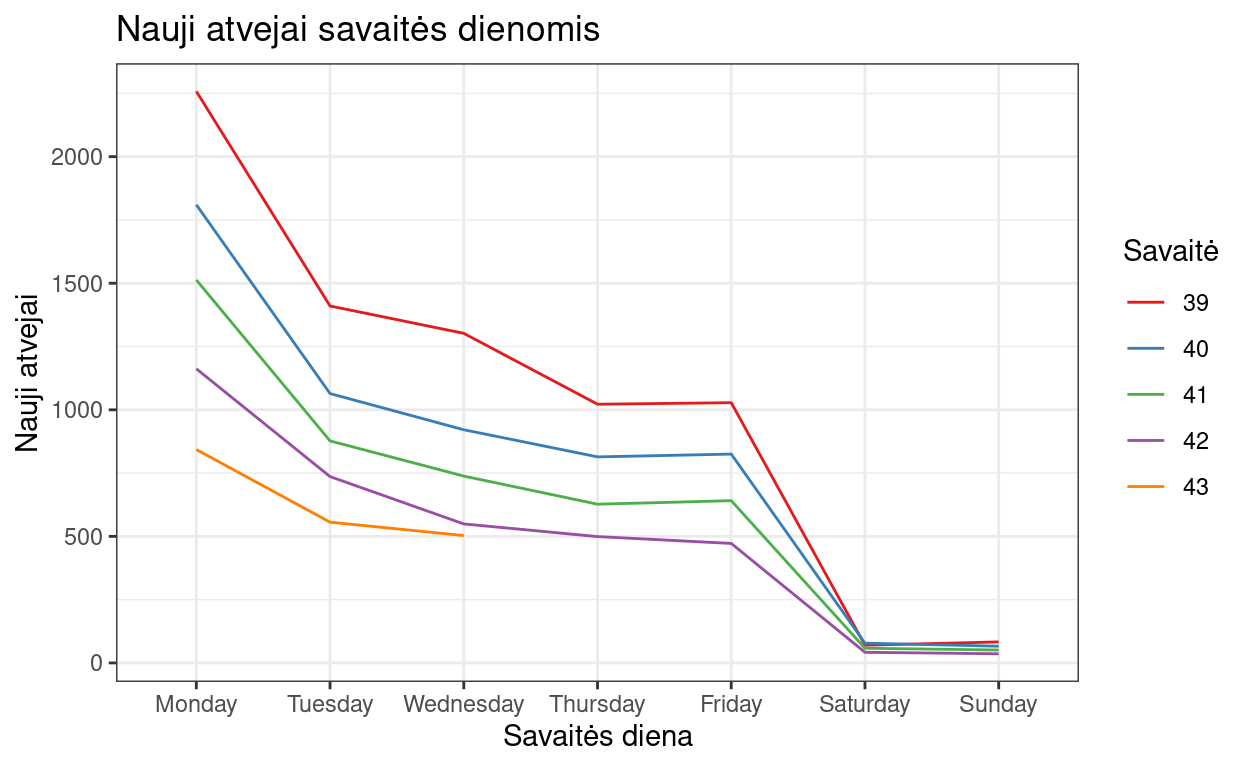 Nauji atvejai savaitės dienomis
Nauji atvejai
2000
1500
1000
500
0
Monday Tuesday Wednesday Thursday Friday Saturday Sunday
Savaitės diena
Savaitė
39
40
41
42
43